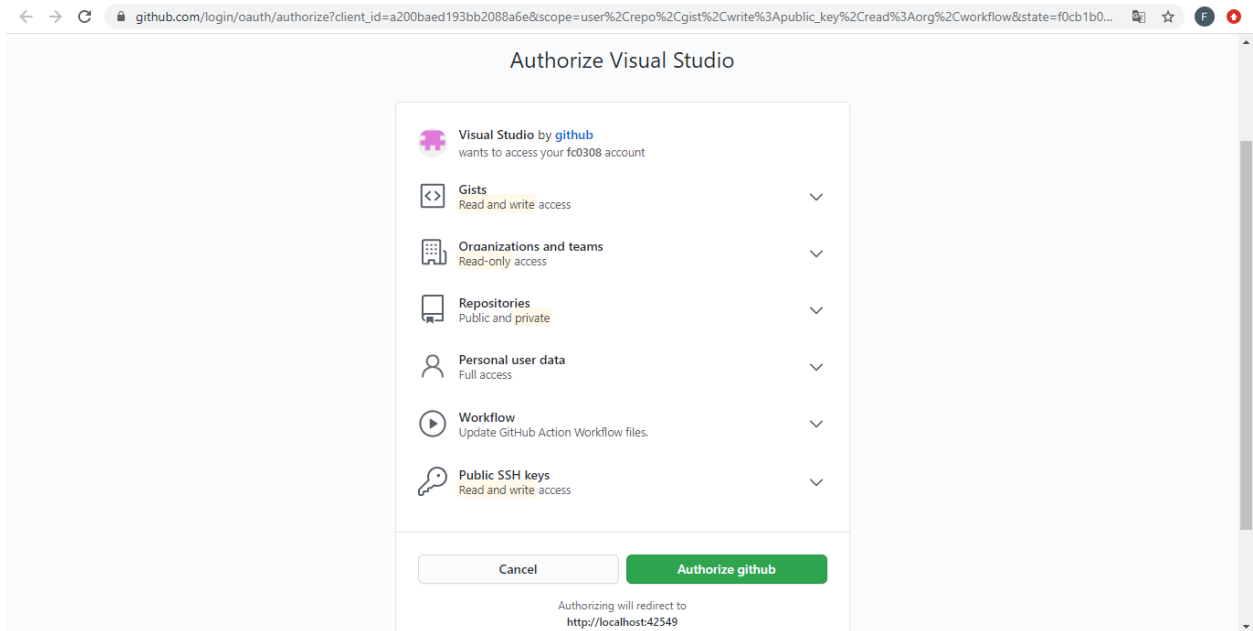 github.com/login/oauth/authorize?client_id=a200baed193bb2088a6e&scope=user%2Crepo%2Cgist%2Cwrite%3Apublic_key%2Cread%3Aorg%2Cworkflow&state=f0cb1b0...
F
Authorize Visual Studio
Visual Studio by github
wants to access your fc0308 account
Gists
Read and write access
Organizations and teams
Read-only access
Repositories
Public and private
Personal user data
Full access
Workflow
Update GitHub Action Workflow files.
Public SSH keys
Read and write access
Cancel
Authorize github
Authorizing will redirect to
http://localhost:42549